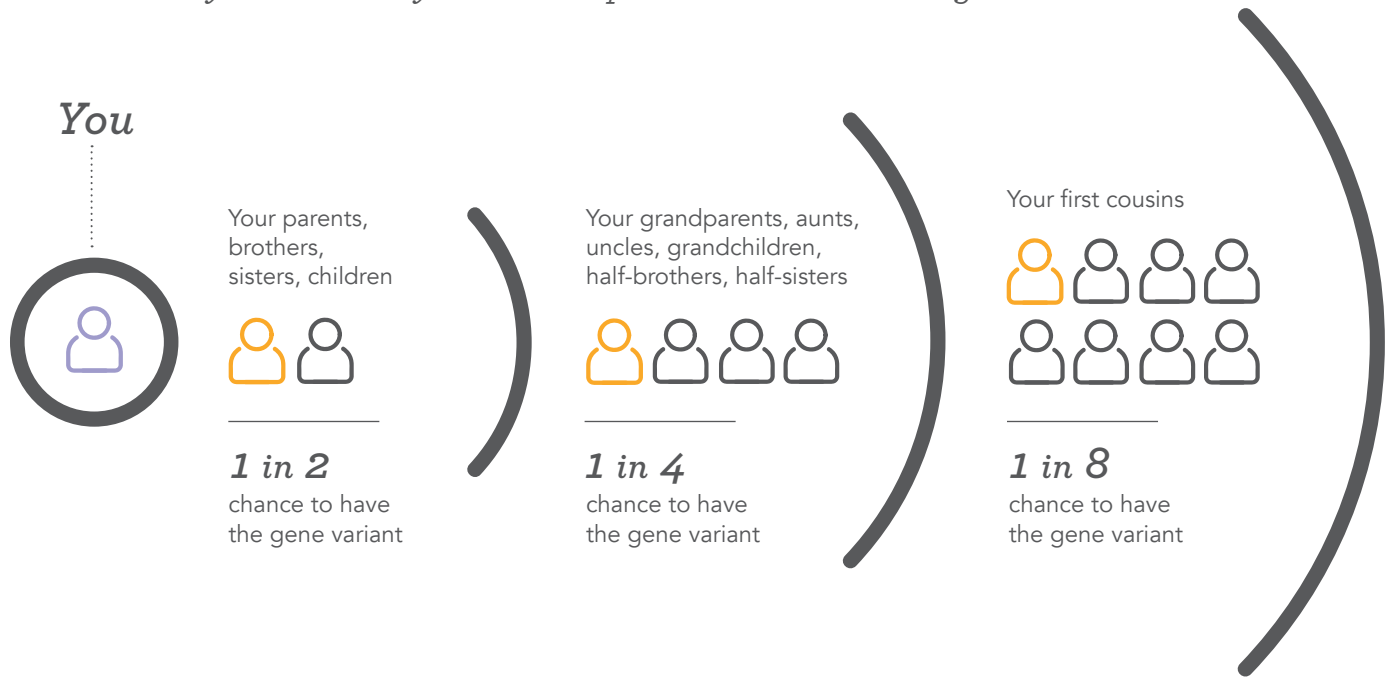 You
Your parents,
brothers,
sisters, children
1 in 2
chance to have
the gene variant
Your grandparents, aunts,
uncles, grandchildren,
half-brothers, half-sisters
1 in 4
chance to have
the gene variant
Your first cousins
1 in 8
chance to have
the gene variant